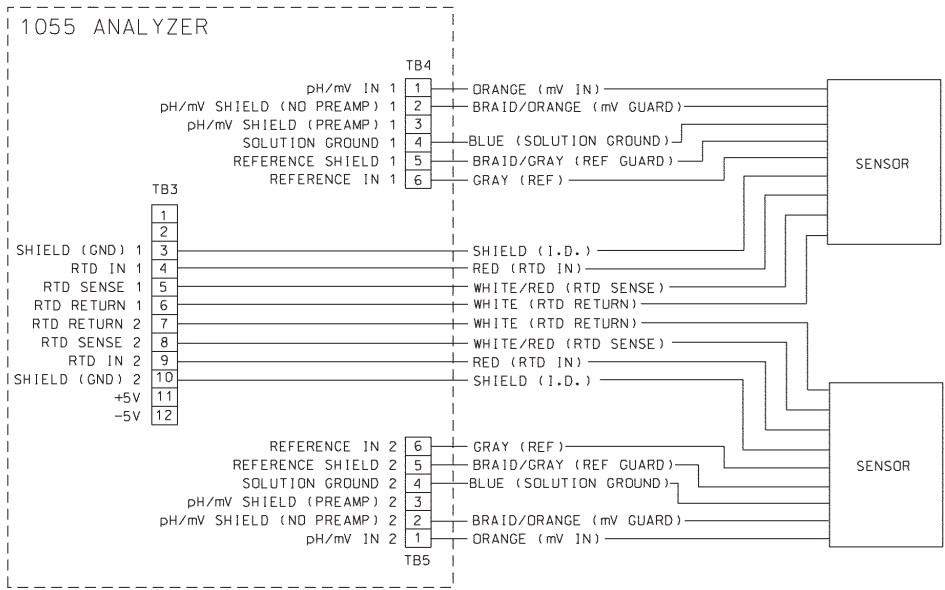 1055 ANALYZER
TB4
pH/mV IN 1 1 ORANGE (mV IN)
pH/mV SHIELD (NO PREAMP) 1 2 BRAID/ORANGE (mV GUARD)
pH/mV SHIELD (PREAMP) 1 3
SOLUTION GROUND 1 4 BLUE (SOLUTION GROUND)
REFERENCE SHIELD 1 5 BRAID/GRAY (REF GUARD)
REFERENCE IN 1 6 GRAY (REF)
SENSOR
TB3
1
2
SHIELD (GND) 1 3 SHIELD (I.D.)
RTD IN 1 4 RED (RTD IN)
RTD SENSE 1 5 WHITE/RED (RTD SENSE)
RTD RETURN 1 6 WHITE (RTD RETURN)
RTD RETURN 2 7 WHITE (RTD RETURN)
RTD SENSE 2 8 WHITE/RED (RTD SENSE)
RTD IN 2 9 RED (RTD IN)
SHIELD (GND) 2 10 SHIELD (I.D.)
+5V 11
-5V 12
REFERENCE IN 2 6 GRAY (REF)
REFERENCE SHIELD 2 5 BRAID/GRAY (REF GUARD)
SOLUTION GROUND 2 4 BLUE (SOLUTION GROUND)
pH/mV SHIELD (PREAMP) 2 3
pH/mV SHIELD (NO PREAMP) 2 2 BRAID/ORANGE (mV GUARD)
pH/mV IN 2 1 ORANGE (mV IN)
TB5
SENSOR